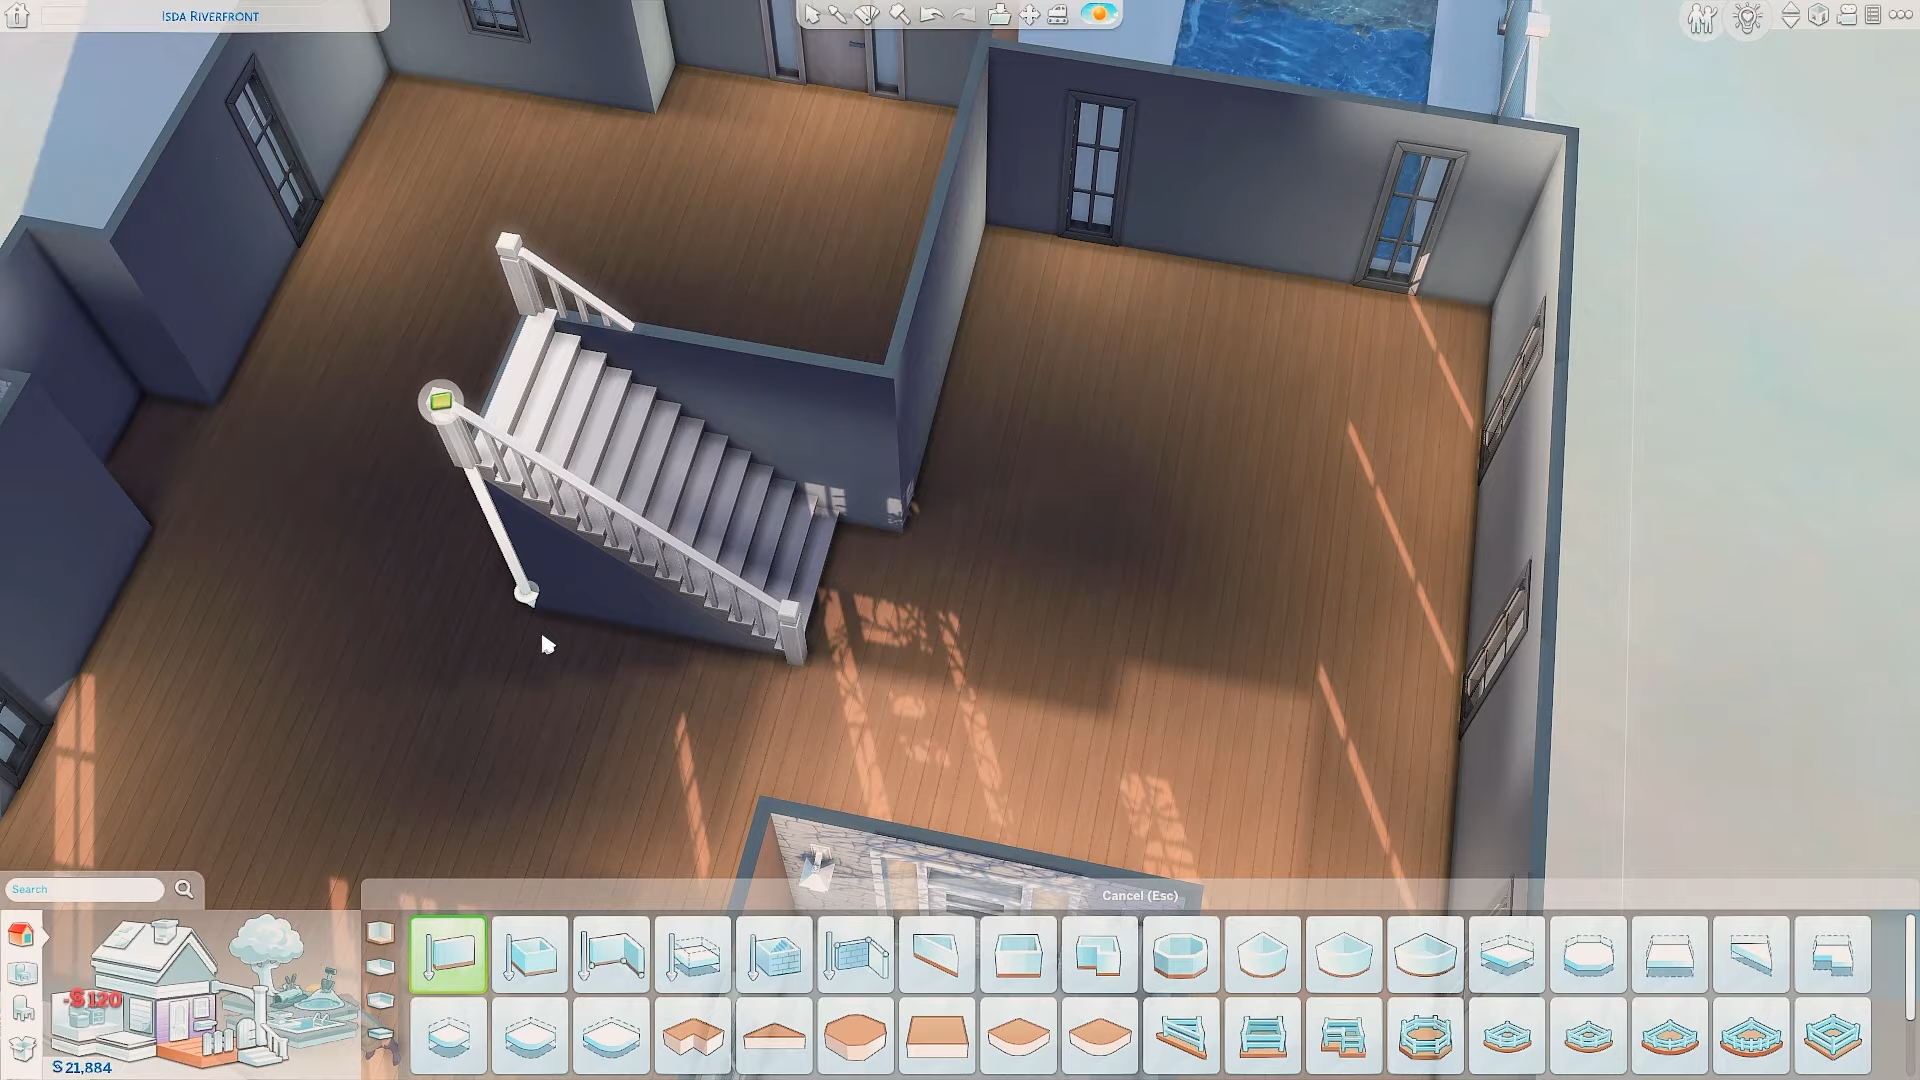 ISDA RIVERFRONT
Search
Cancel (Esc)
-§120
§21,884